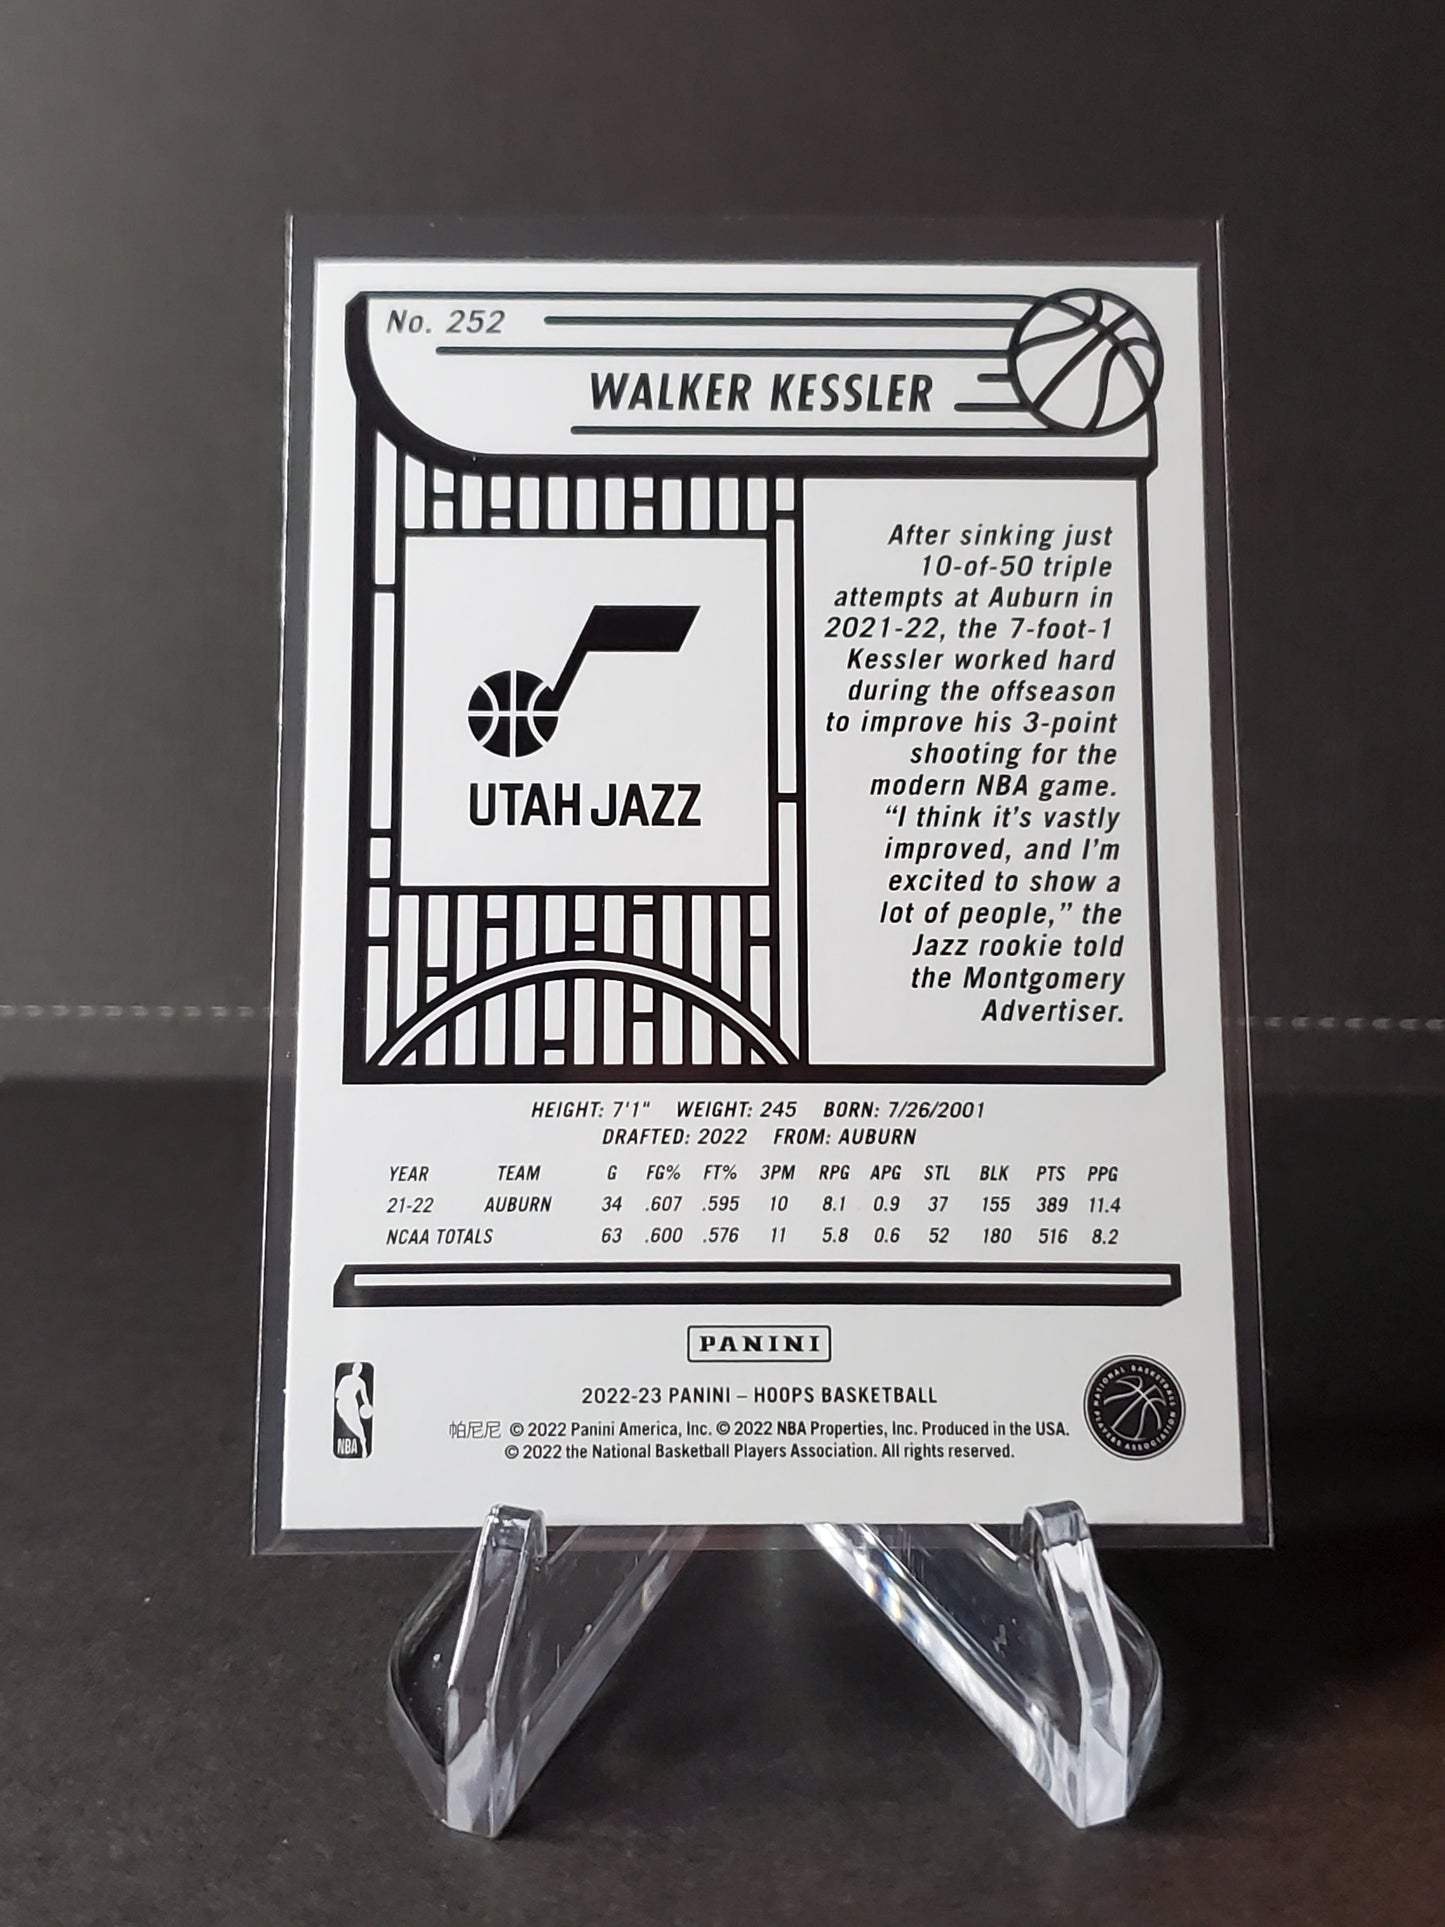 No. 252
WALKER KESSLER
UTAH JAZZ
After sinking just
10-of-50 triple
attempts at Auburn in
2021-22, the 7-foot-1
Kessler worked hard
during the offseason
to improve his 3-point
shooting for the
modern NBA game.
“I think it’s vastly
improved, and I’m
excited to show a
lot of people,” the
Jazz rookie told
the Montgomery
Advertiser.
HEIGHT: 7'1" WEIGHT: 245 BORN: 7/26/2001
DRAFTED: 2022 FROM: AUBURN
YEAR TEAM G FG% FT% 3PM RPG APG STL BLK PTS PPG
21-22 AUBURN 34 .607 .595 10 8.1 0.9 37 155 389 11.4
NCAA TOTALS 63 .600 .576 11 5.8 0.6 52 180 516 8.2
PANINI
2022-23 PANINI – HOOPS BASKETBALL
帕尼尼 © 2022 Panini America, Inc. © 2022 NBA Properties, Inc. Produced in the USA.
© 2022 the National Basketball Players Association. All rights reserved.
NBA
NATIONAL BASKETBALL PLAYERS ASSOCIATION